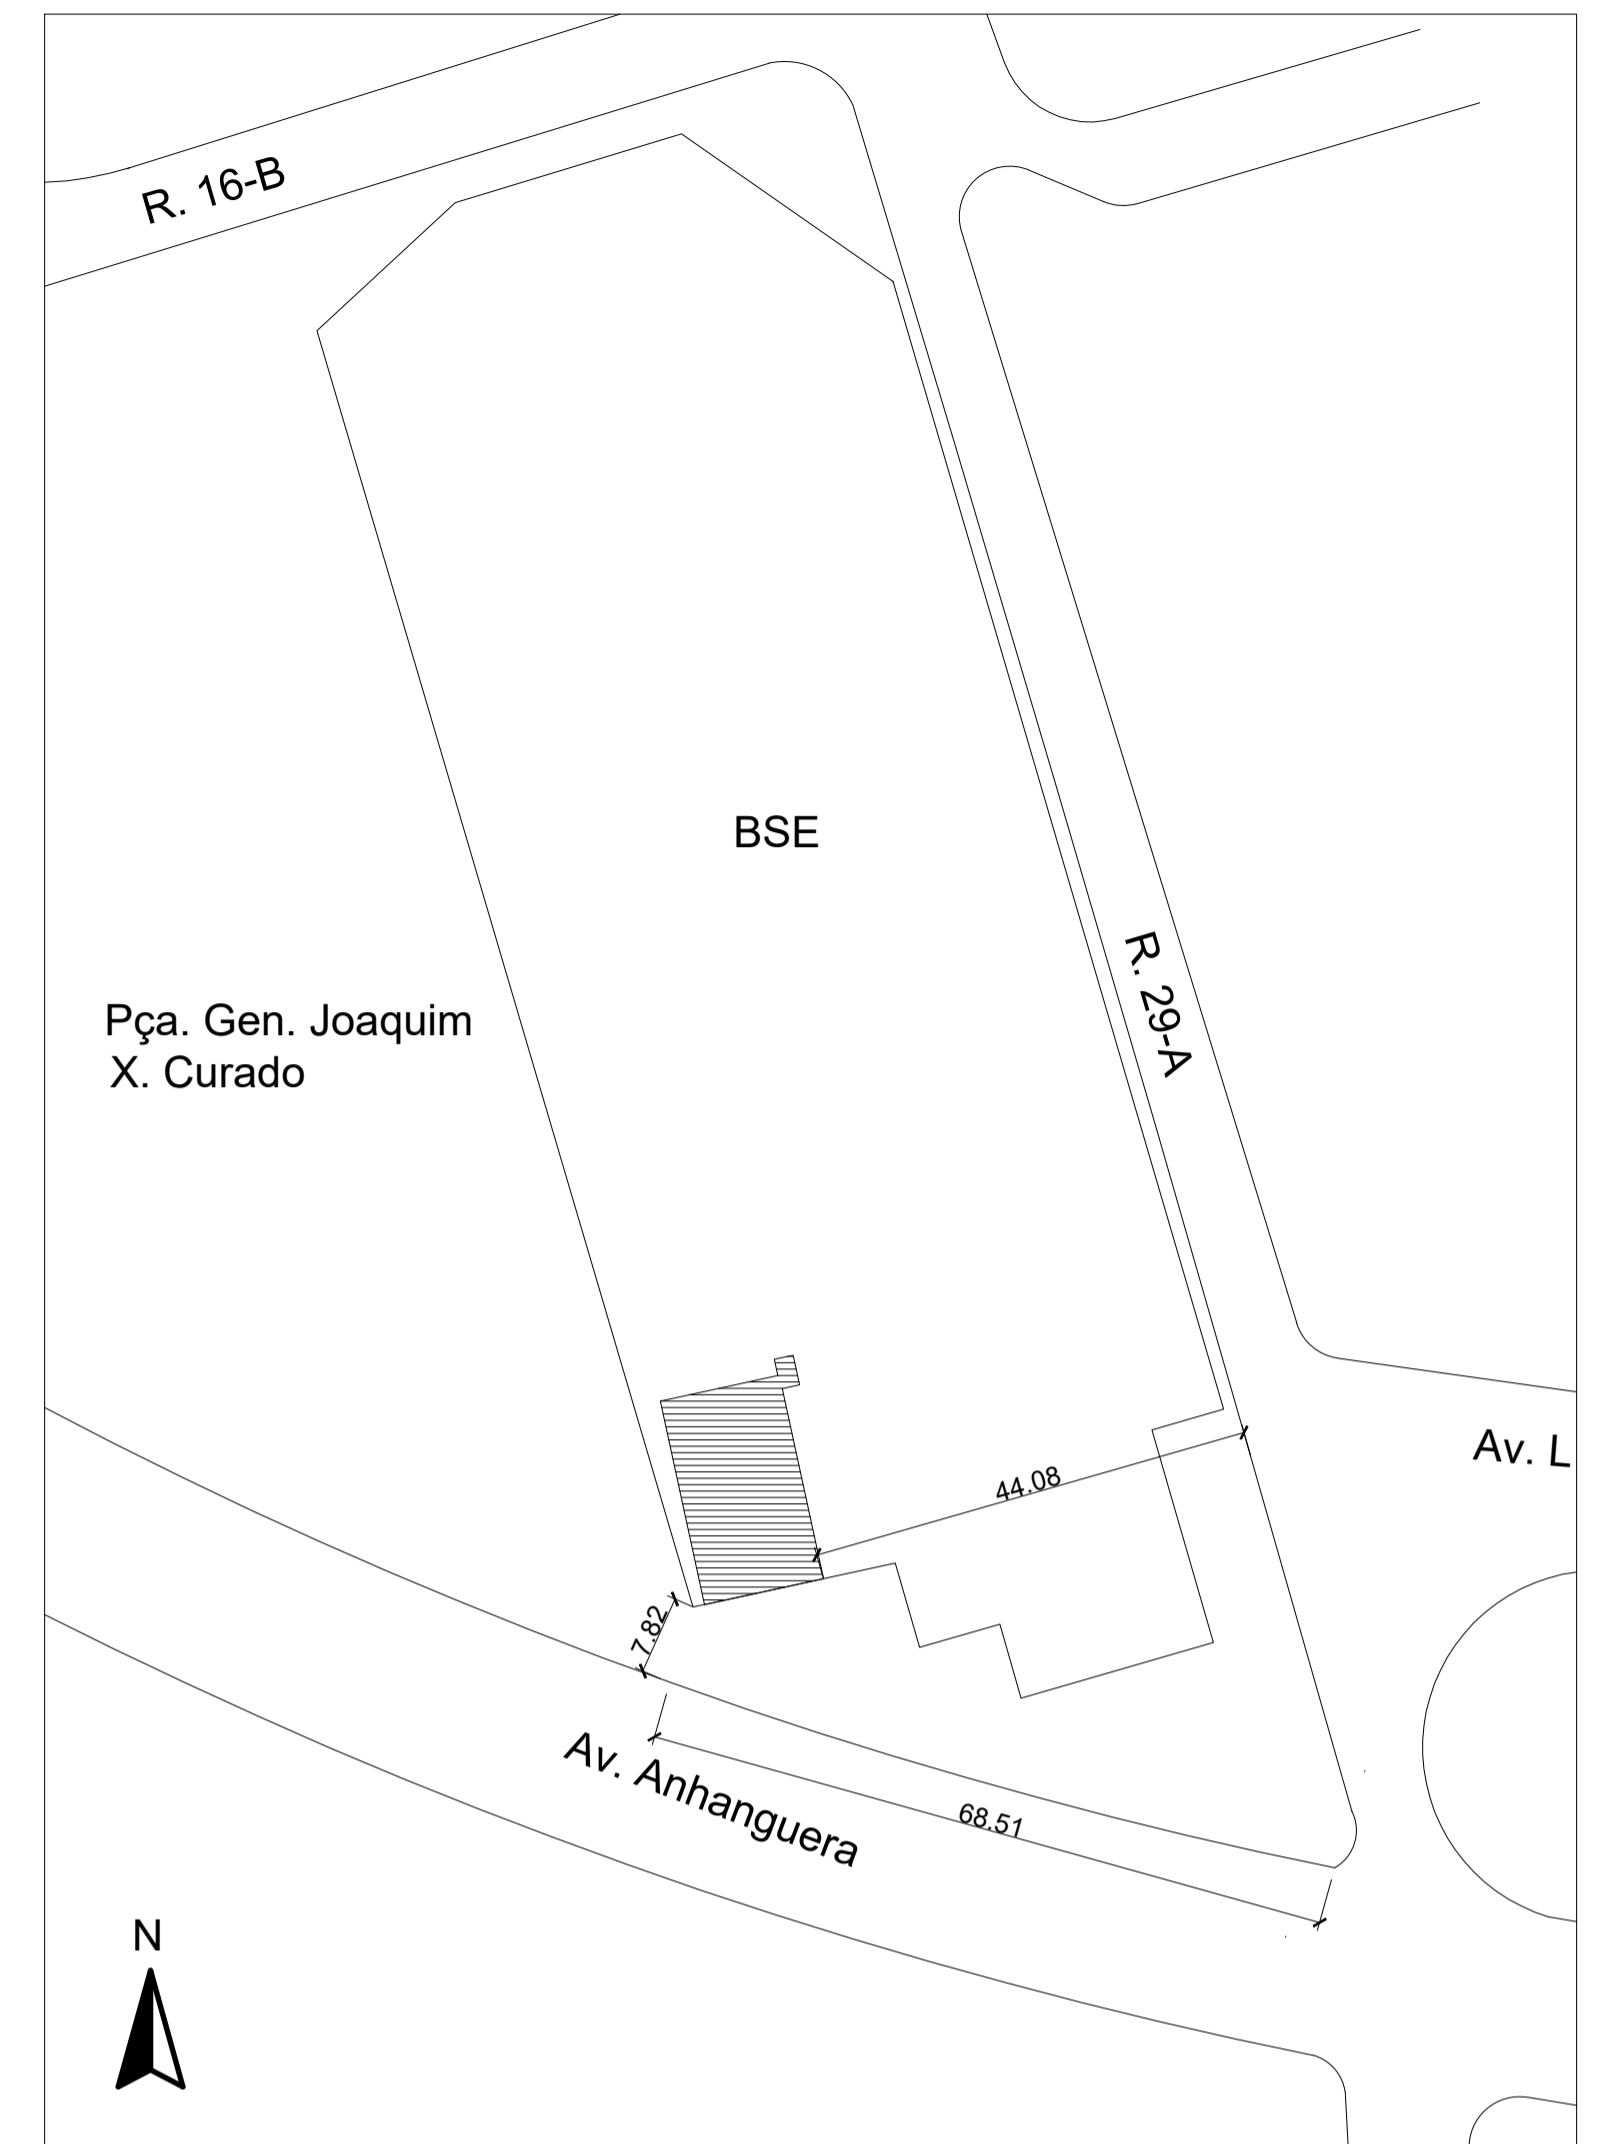 R. 16-B
BSE
R. 29-A
Pça. Gen. Joaquim
X. Curado
Av. L
44.08
7.82
Av. Anhanguera
68.51
N